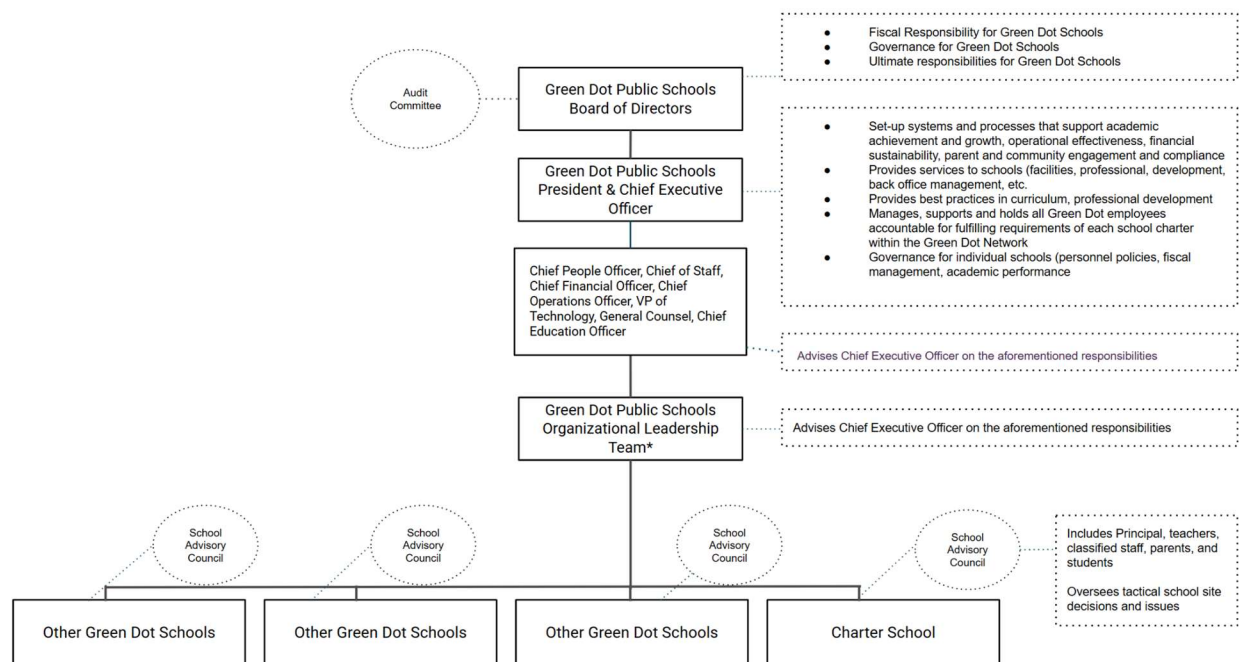 ● Fiscal Responsibility for Green Dot Schools
● Governance for Green Dot Schools
● Ultimate responsibilities for Green Dot Schools
Audit
Committee
Green Dot Public Schools
Board of Directors
● Set-up systems and processes that support academic
achievement and growth, operational effectiveness, financial
sustainability, parent and community engagement and compliance
● Provides services to schools (facilities, professional, development,
back office management, etc.
● Provides best practices in curriculum, professional development
● Manages, supports and holds all Green Dot employees
accountable for fulfilling requirements of each school charter
within the Green Dot Network
● Governance for individual schools (personnel policies, fiscal
management, academic performance
Green Dot Public Schools
President & Chief Executive
Officer
Chief People Officer, Chief of Staff,
Chief Financial Officer, Chief
Operations Officer, VP of
Technology, General Counsel, Chief
Education Officer
Advises Chief Executive Officer on the aforementioned responsibilities
Green Dot Public Schools
Organizational Leadership
Team*
Advises Chief Executive Officer on the aforementioned responsibilities
School
Advisory
Council
School
Advisory
Council
School
Advisory
Council
School
Advisory
Council
Includes Principal, teachers,
classified staff, parents, and
students
Oversees tactical school site
decisions and issues
Other Green Dot Schools
Other Green Dot Schools
Other Green Dot Schools
Charter School